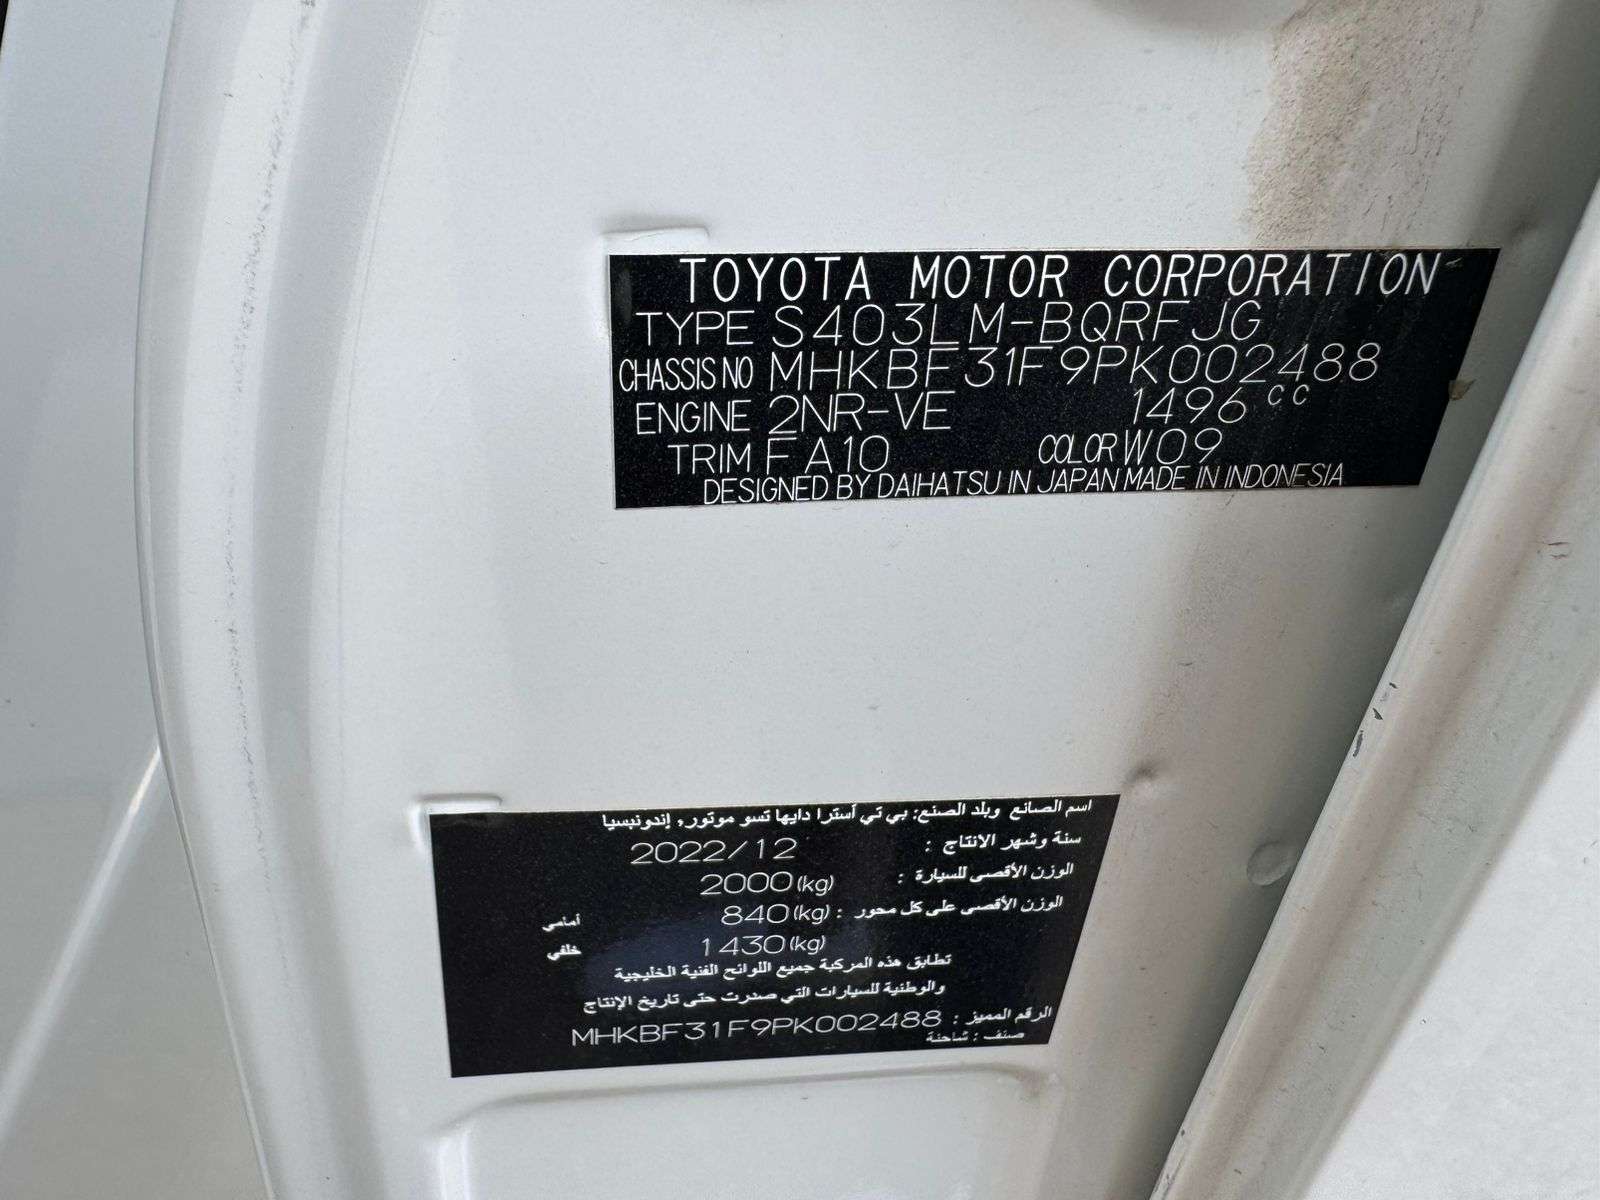 TOYOTA MOTOR CORPORATION
TYPE S403LM-BQRFJG
CHASSIS NO MHKBF31F9PK002488
ENGINE 2NR-VE 1496 CC
TRIM FA10 COLOR W09
DESIGNED BY DAIHATSU IN JAPAN MADE IN INDONESIA
اسم الصانع وبلد الصنع: بي تي أسترا دايهاتسو موتور، إندونيسيا
سنة وشهر الانتاج : 2022/12
الوزن الأقصى للسيارة : 2000(kg)
الوزن الأقصى على كل محور : 840(kg) أمامي
1430(kg) خلفي
تطابق هذه المركبة جميع اللوائح الفنية الخليجية
والوطنية للسيارات التي صدرت حتى تاريخ الإنتاج
الرقم المميز : MHKBF31F9PK002488
صنف : شاحنة